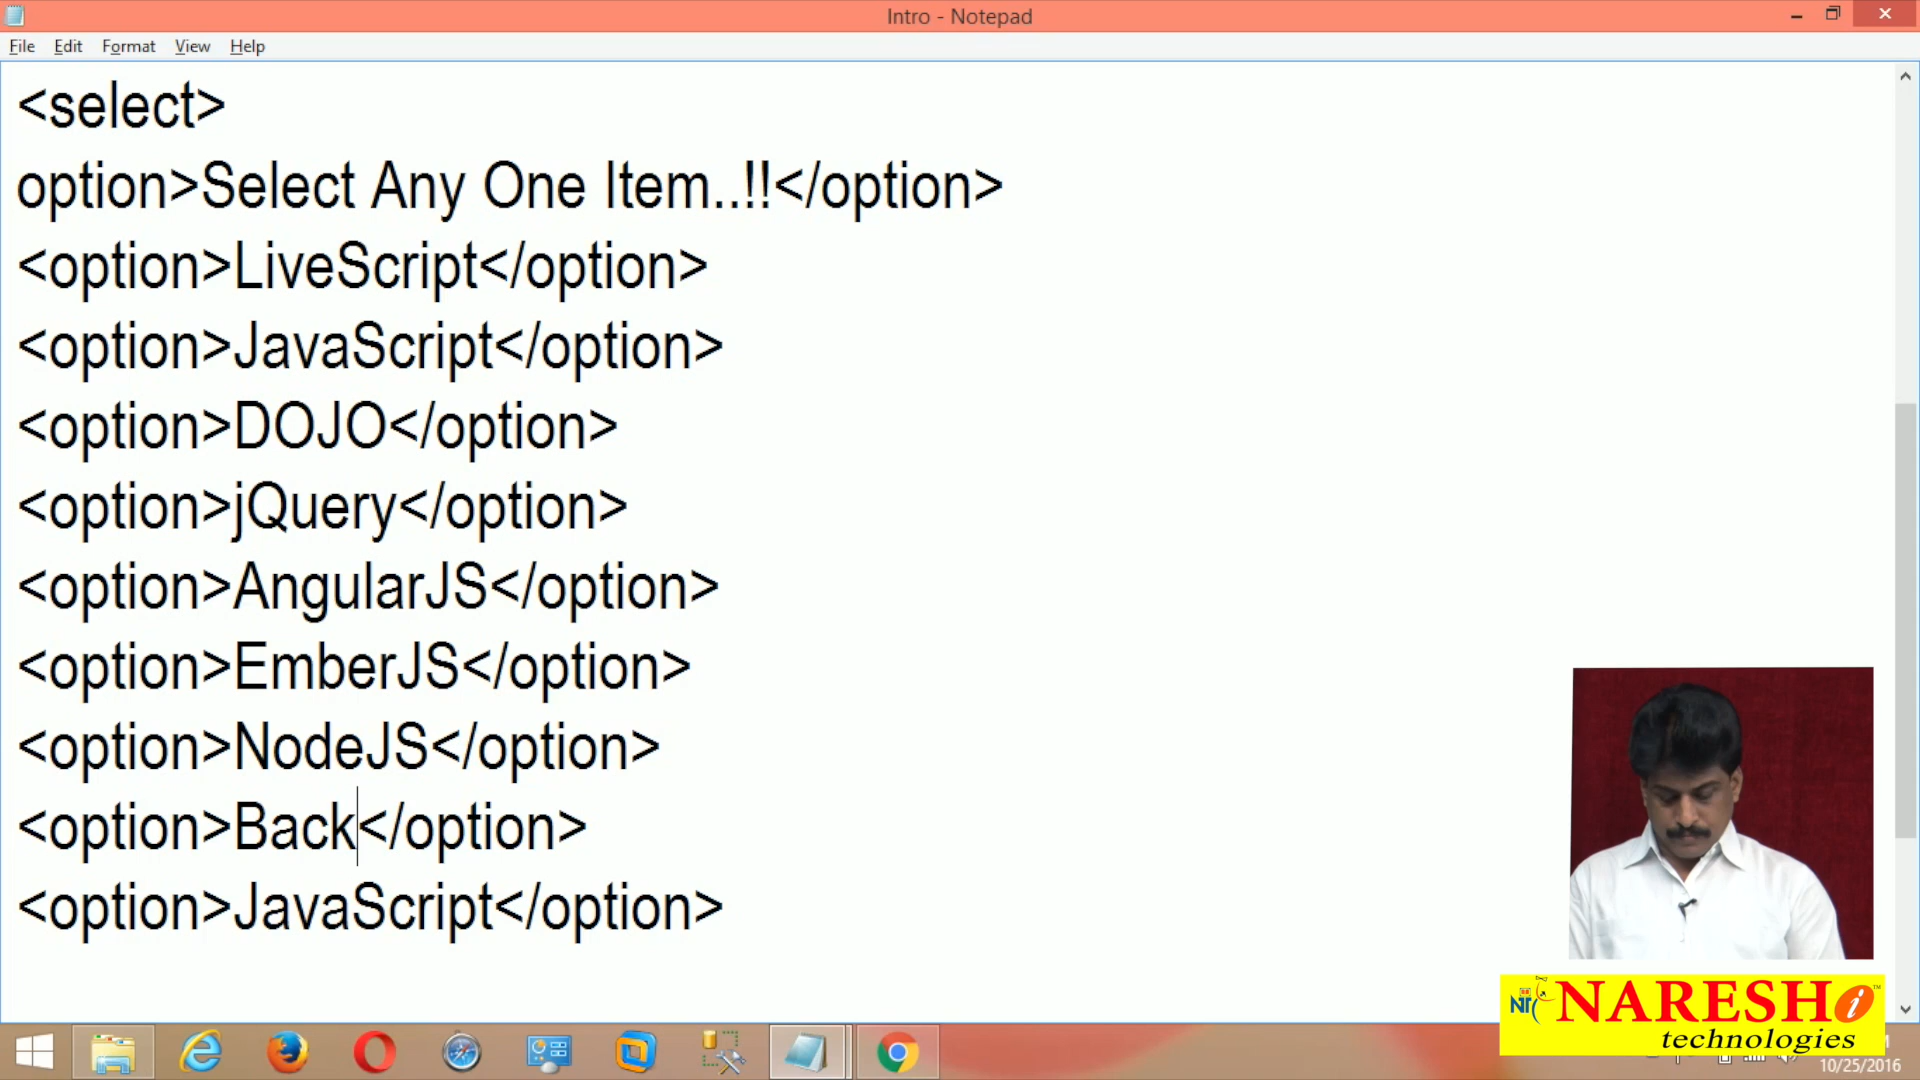 Intro - Notepad
File Edit Format View Help
<select>
option>Select Any One Item..!!</option>
<option>LiveScript</option>
<option>JavaScript</option>
<option>DOJO</option>
<option>jQuery</option>
<option>AngularJS</option>
<option>EmberJS</option>
<option>NodeJS</option>
<option>Back</option>
<option>JavaScript</option>
NT NARESH i ™
technologies
10/25/2016